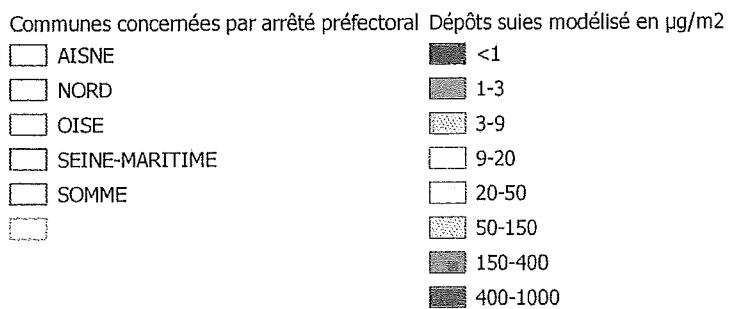 Communes concernées par arrêté préfectoral
AISNE
NORD
OISE
SEINE-MARITIME
SOMME
Dépôts suies modélisé en µg/m2
<1
1-3
3-9
9-20
20-50
50-150
150-400
400-1000